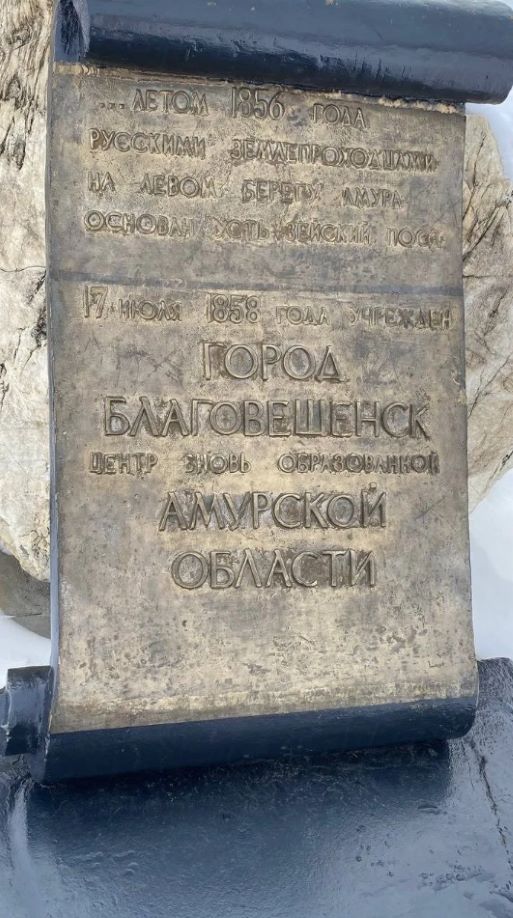 ...ЛЕТОМ 1856 ГОДА
РУССКИМИ ЗЕМЛЕПРОХОДЦАМИ
НА ЛЕВОМ БЕРЕГУ АМУРА
ОСНОВАН УСТЬ-ЗЕЙСКИЙ ПОСТ
17 ИЮЛЯ 1858 ГОДА УЧРЕЖДЕН
ГОРОД
БЛАГОВЕЩЕНСК
ЦЕНТР ВНОВЬ ОБРАЗОВАННОЙ
АМУРСКОЙ
ОБЛАСТИ